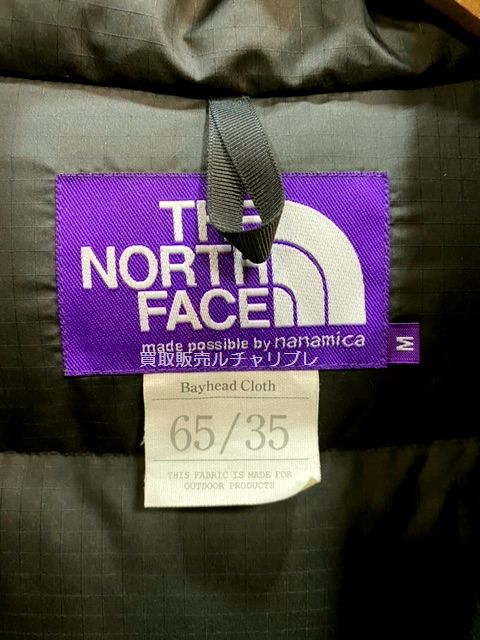 THE
NORTH
FACE
made possible by nanamica
M
買取販売ルチャリブレ
Bayhead Cloth
65/35
THIS FABRIC IS MADE FOR
OUTDOOR PRODUCTS